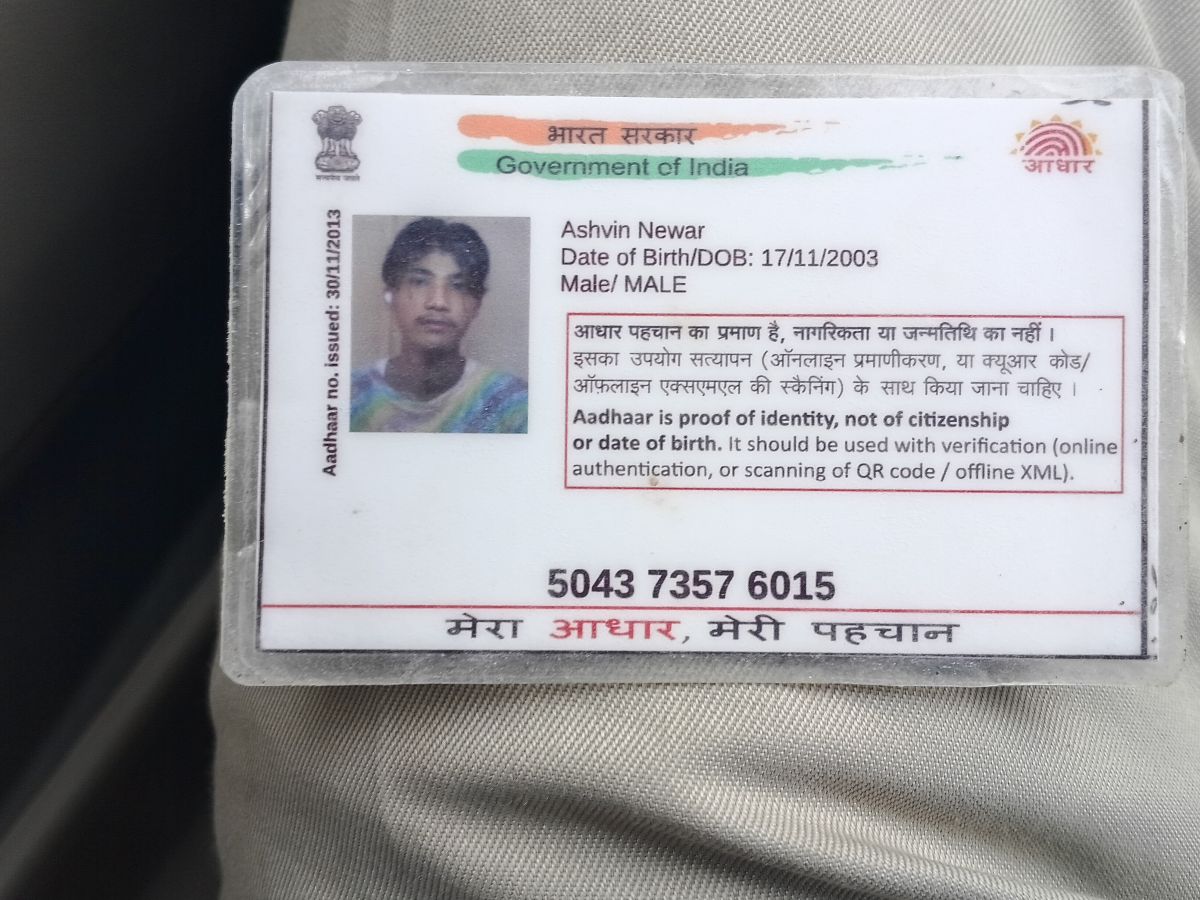 भारत सरकार
Government of India
सत्यमेव जयते
आधार
Aadhaar no. issued: 30/11/2013
Ashvin Newar
Date of Birth/DOB: 17/11/2003
Male/ MALE
आधार पहचान का प्रमाण है, नागरिकता या जन्मतिथि का नहीं ।
इसका उपयोग सत्यापन (ऑनलाइन प्रमाणीकरण, या क्यूआर कोड/
ऑफ़लाइन एक्सएमएल की स्कैनिंग) के साथ किया जाना चाहिए ।
Aadhaar is proof of identity, not of citizenship
or date of birth. It should be used with verification (online
authentication, or scanning of QR code / offline XML).
5043 7357 6015
मेरा आधार, मेरी पहचान